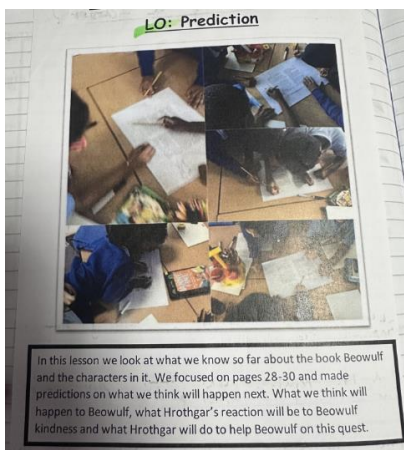 LO: Prediction
In this lesson we look at what we know so far about the book Beowulf
and the characters in it. We focused on pages 28-30 and made
predictions on what we think will happen next. What we think will
happen to Beowulf, what Hrothgar's reaction will be to Beowulf
kindness and what Hrothgar will do to help Beowulf on this quest.